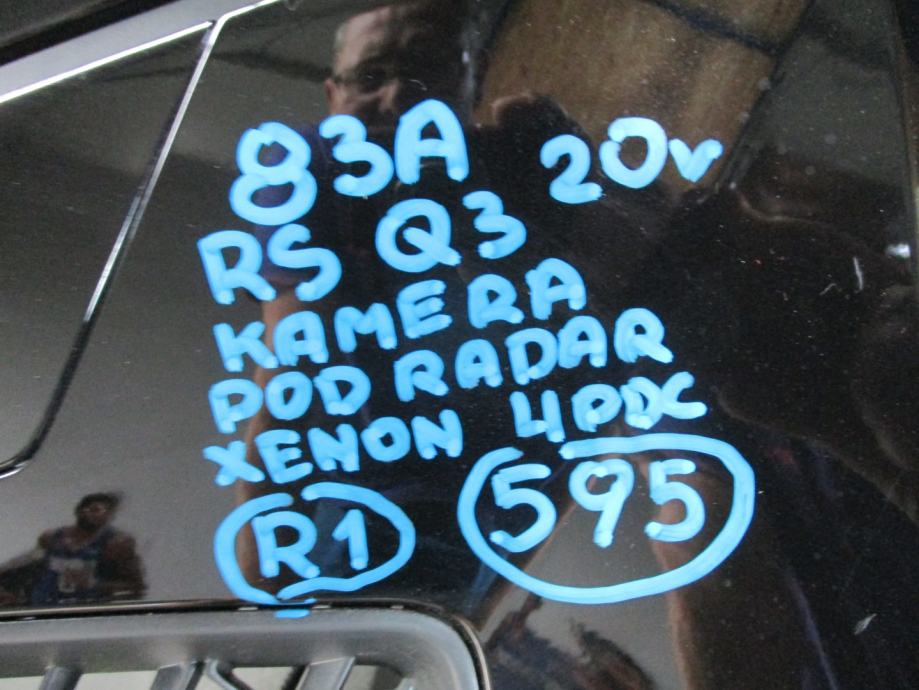 83A 20v
RS Q3
KAMERA
POD RADAR
XENON 4PDC
R1 595